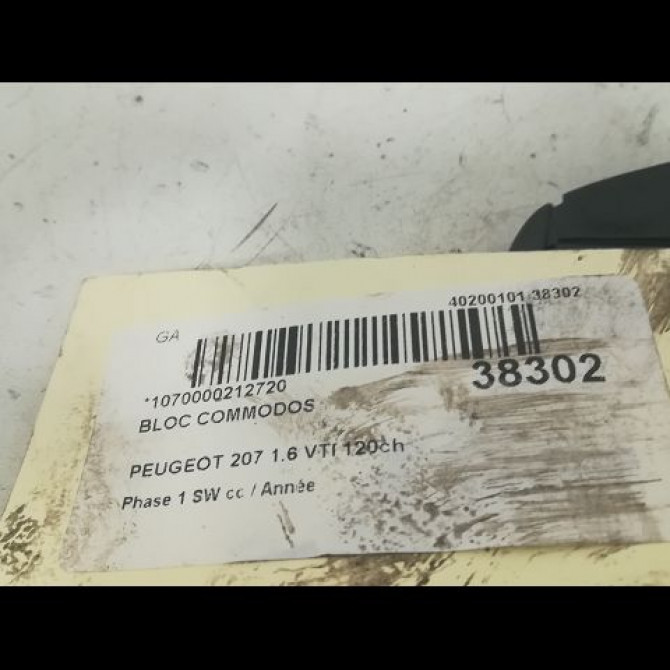 40200101-38302
GA
*1070000212720
38302
BLOC COMMODOS
PEUGEOT 207 1.6 VTI 120ch
Phase 1 SW cc / Année